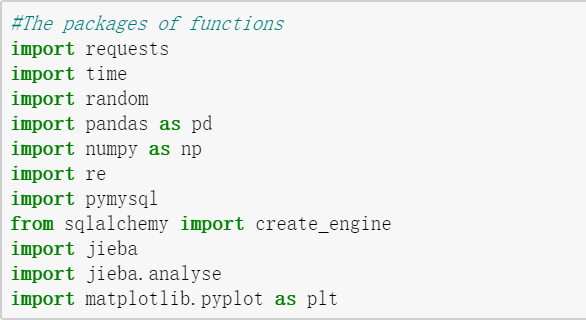 #The packages of functions
import requests
import time
import random
import pandas as pd
import numpy as np
import re
import pymysql
from sqlalchemy import create_engine
import jieba
import jieba.analyse
import matplotlib.pyplot as plt